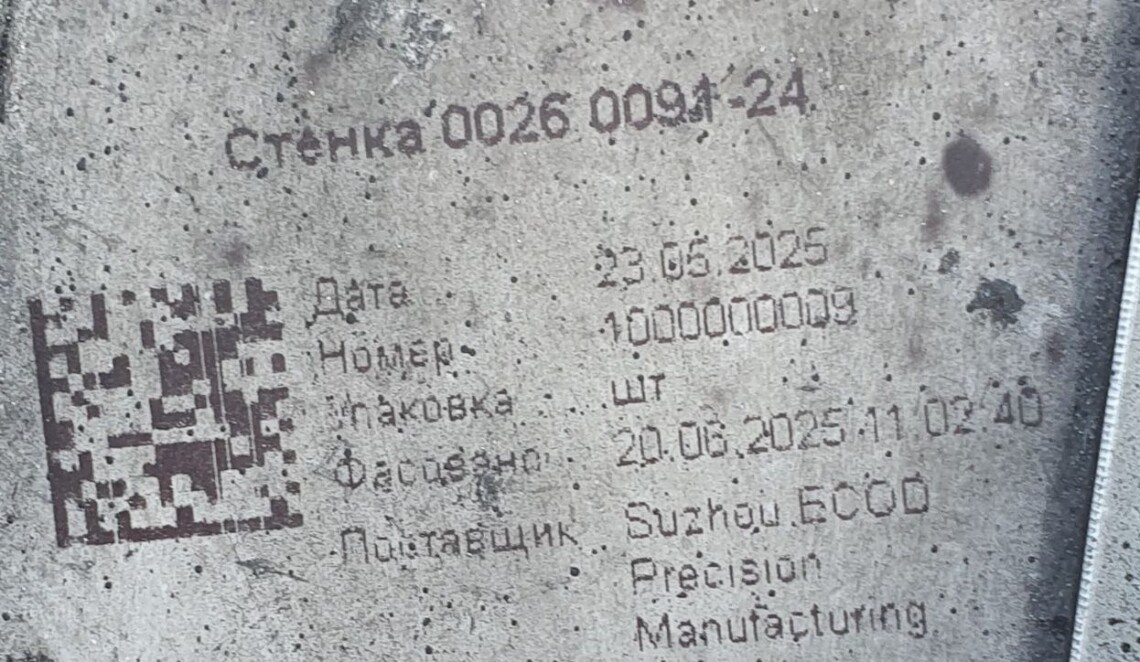 Стенка 0026 0091-24
Дата 23.06.2025
Номер 1000000009
Упаковка шт
Фасовано 20.06.2025 11:02:40
Поставщик Suzhou ECOD
Precision
Manufacturing